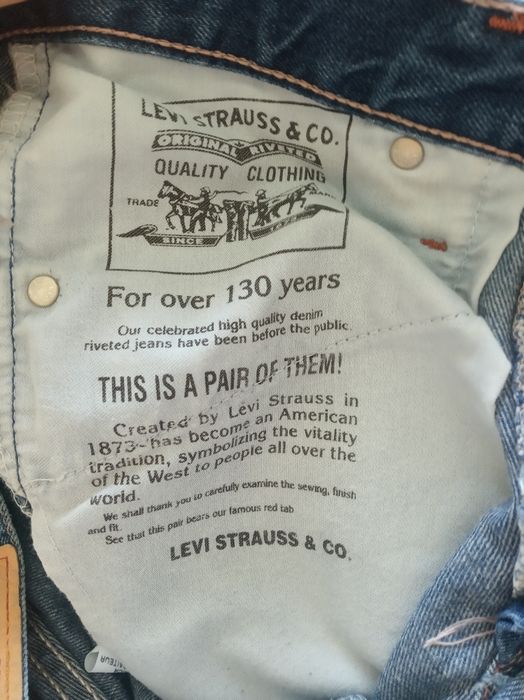 LEVI STRAUSS & CO.
ORIGINAL RIVETED
QUALITY CLOTHING
TRADE MARK
SINCE
For over 130 years
Our celebrated high quality denim
riveted jeans have been before the public.
THIS IS A PAIR OF THEM!
Created by Levi Strauss in
1873-has become an American
tradition, symbolizing the vitality
of the West to people all over the
world.
We shall thank you to carefully examine the sewing, finish
and fit.
See that this pair bears our famous red tab
LEVI STRAUSS & CO.